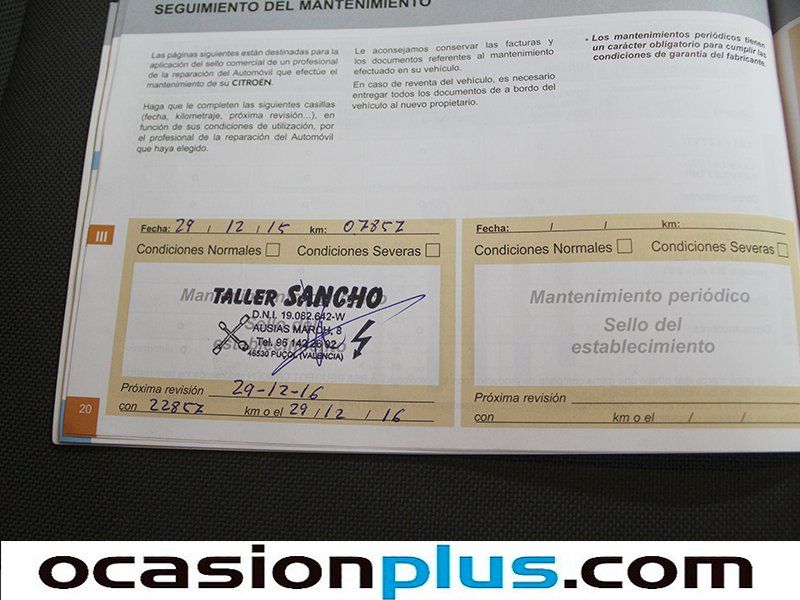 SEGUIMIENTO DEL MANTENIMIENTO
Las páginas siguientes están destinadas para la
aplicación del sello comercial de un profesional
de la reparación del Automóvil que efectúe el
mantenimiento de su CITROËN.
Haga que le completen las siguientes casillas
(fecha, kilometraje, próxima revisión...), en
función de sus condiciones de utilización, por
el profesional de la reparación del Automóvil
que haya elegido.
Le aconsejamos conservar las facturas y
los documentos referentes al mantenimiento
efectuado en su vehículo.
En caso de reventa del vehículo, es necesario
entregar todos los documentos de a bordo del
vehículo al nuevo propietario.
• Los mantenimientos periódicos tienen
un carácter obligatorio para cumplir las
condiciones de garantía del fabricante.
III
Fecha: 29 / 12 / 15 km: 07857
Condiciones Normales Condiciones Severas
TALLER SANCHO
D.N.I. 19.082.642-W
AUSIAS MARCH, 8
46530 PUÇOL (VALENCIA)
Próxima revisión 29-12-16
con 22857 km o el 29 / 12 / 16
20
Fecha: / / km:
Condiciones Normales Condiciones Severas
Mantenimiento periódico
Sello del
establecimiento
Próxima revisión
con km o el / /
ocasionplus.com